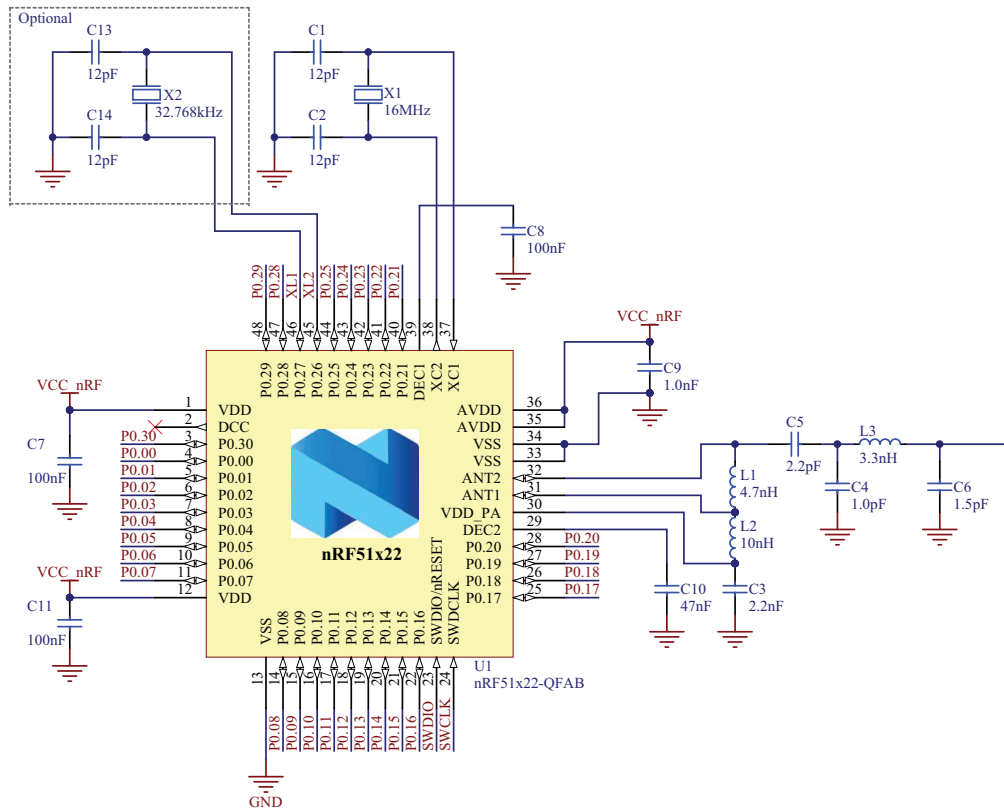 Optional
C13
12pF
X2
32.768kHz
C14
12pF
C1
12pF
X1
16MHz
C2
12pF
C8
100nF
P0.29
P0.28
XL1
XL2
P0.25
P0.24
P0.23
P0.22
P0.21
48
47
46
45
44
43
42
41
40
39
38
37
P0.29
P0.28
P0.27
P0.26
P0.25
P0.24
P0.23
P0.22
P0.21
DEC1
XC2
XC1
VCC_nRF
C9
1.0nF
VCC_nRF
C7
100nF
VCC_nRF
C11
100nF
P0.30
P0.00
P0.01
P0.02
P0.03
P0.04
P0.05
P0.06
P0.07
1
2
3
4
5
6
7
8
9
10
11
12
VDD
DCC
P0.30
P0.00
P0.01
P0.02
P0.03
P0.04
P0.05
P0.06
P0.07
VDD
nRF51x22
AVDD
AVDD
VSS
VSS
ANT2
ANT1
VDD_PA
DEC2
P0.20
P0.19
P0.18
P0.17
36
35
34
33
32
31
30
29
28
27
26
25
P0.20
P0.19
P0.18
P0.17
C5
2.2pF
L3
3.3nH
L1
4.7nH
C4
1.0pF
C6
1.5pF
L2
10nH
C10
47nF
C3
2.2nF
VSS
P0.08
P0.09
P0.10
P0.11
P0.12
P0.13
P0.14
P0.15
P0.16
SWDIO/nRESET
SWDCLK
U1
nRF51x22-QFAB
13
14
15
16
17
18
19
20
21
22
23
24
P0.08
P0.09
P0.10
P0.11
P0.12
P0.13
P0.14
P0.15
P0.16
SWDIO
SWCLK
GND